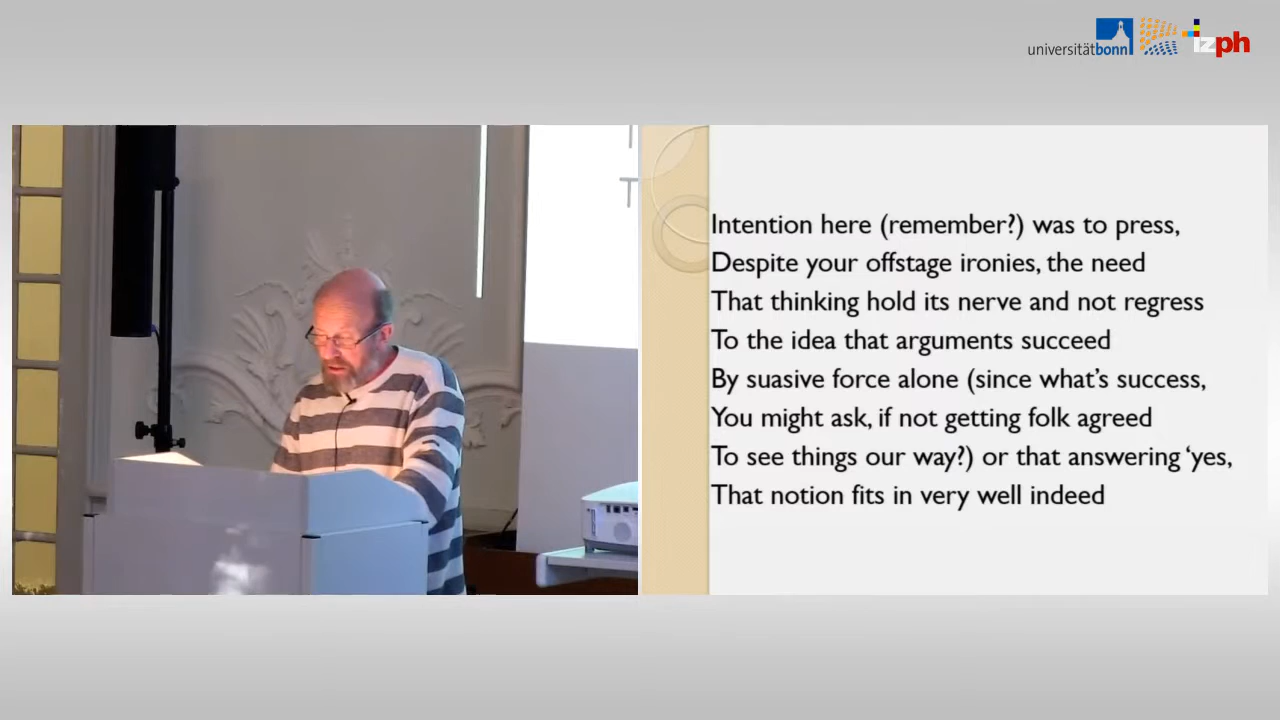 universitätbonn
izph
T
Intention here (remember?) was to press,
Despite your offstage ironies, the need
That thinking hold its nerve and not regress
To the idea that arguments succeed
By suasive force alone (since what’s success,
You might ask, if not getting folk agreed
To see things our way?) or that answering ‘yes,
That notion fits in very well indeed